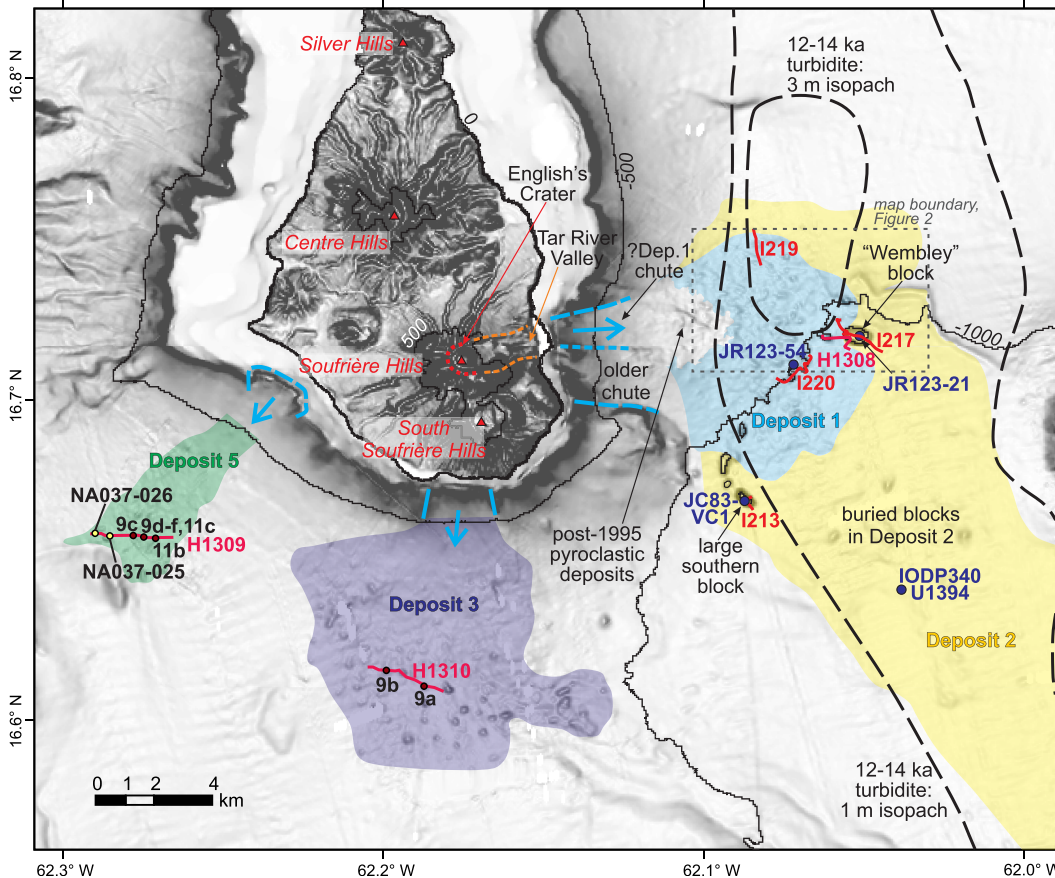 Silver Hills
12-14 ka
turbidite:
3 m isopach
16.8° N
0
-500
English's
Crater
map boundary,
Figure 2
Centre Hills
Tar River
Valley
?Dep.1
chute
I219
“Wembley”
block
500
-1000
Soufrière Hills
JR123-54
H1308
I217
older
chute
I220
JR123-21
16.7° N
South
Soufrière Hills
Deposit 1
Deposit 5
NA037-026
JC83-
VC1
I213
buried blocks
in Deposit 2
9c
9d-f,11c
11b
H1309
post-1995
pyroclastic
deposits
large
southern
block
NA037-025
IODP340
U1394
Deposit 3
Deposit 2
H1310
9b
9a
16.6° N
12-14 ka
turbidite:
1 m isopach
0 1 2 4
km
62.3° W
62.2° W
62.1° W
62.0° W